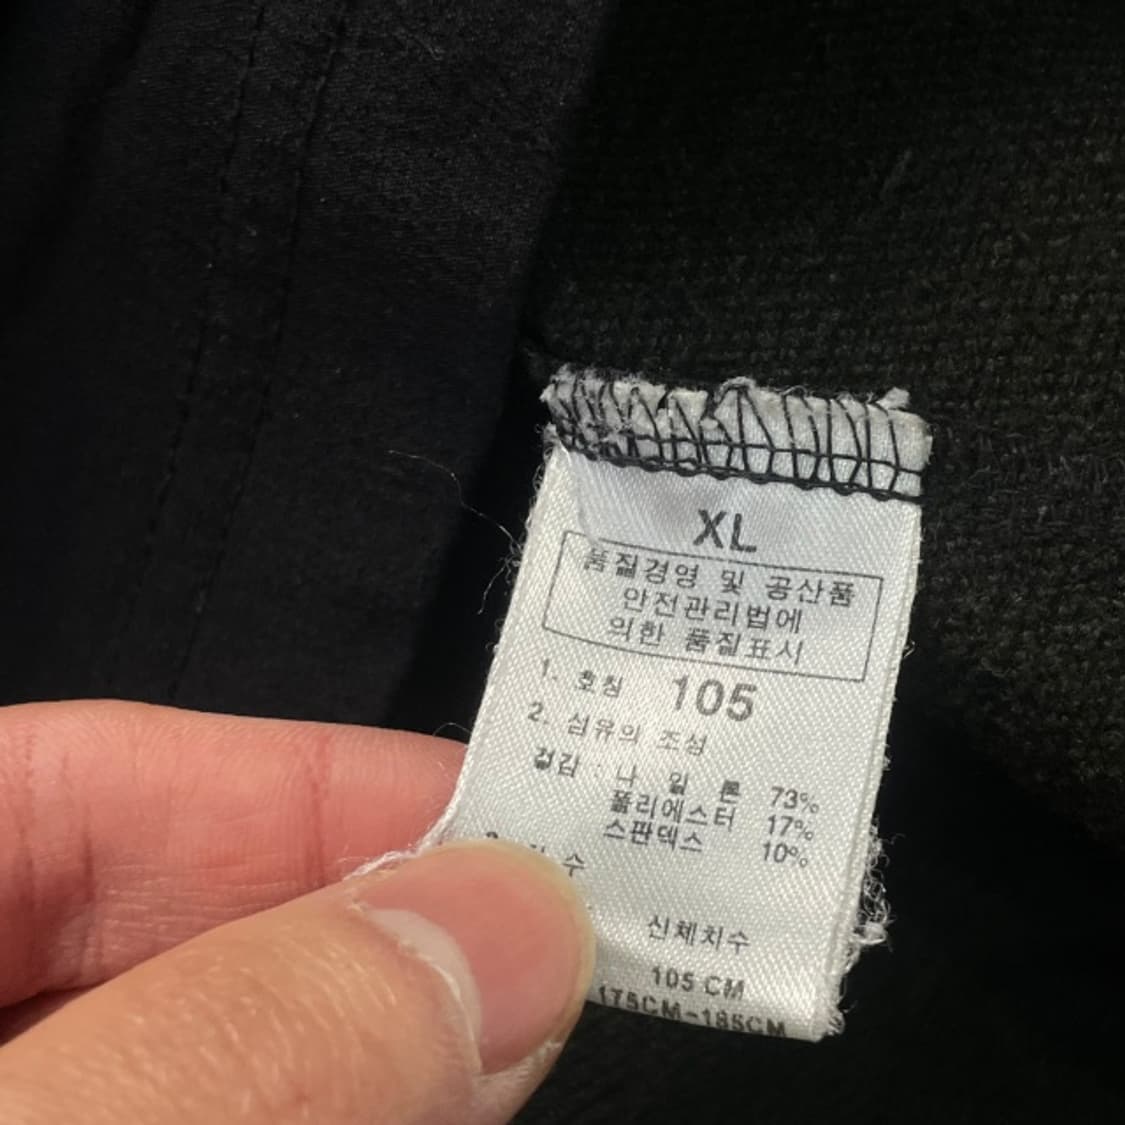 XL
품질경영 및 공산품
안전관리법에
의한 품질표시
1. 호칭 105
2. 섬유의 조성
겉감 : 나 일 론 73%
폴리에스터 17%
스판덱스 10%
수
신체치수
105 CM
175CM-185CM